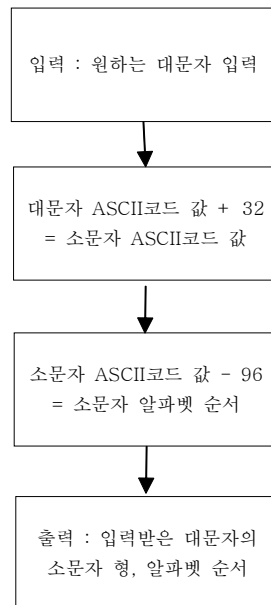 입력 : 원하는 대문자 입력
대문자 ASCII코드 값 + 32
= 소문자 ASCII코드 값
소문자 ASCII코드 값 - 96
= 소문자 알파벳 순서
출력 : 입력받은 대문자의
소문자 형, 알파벳 순서